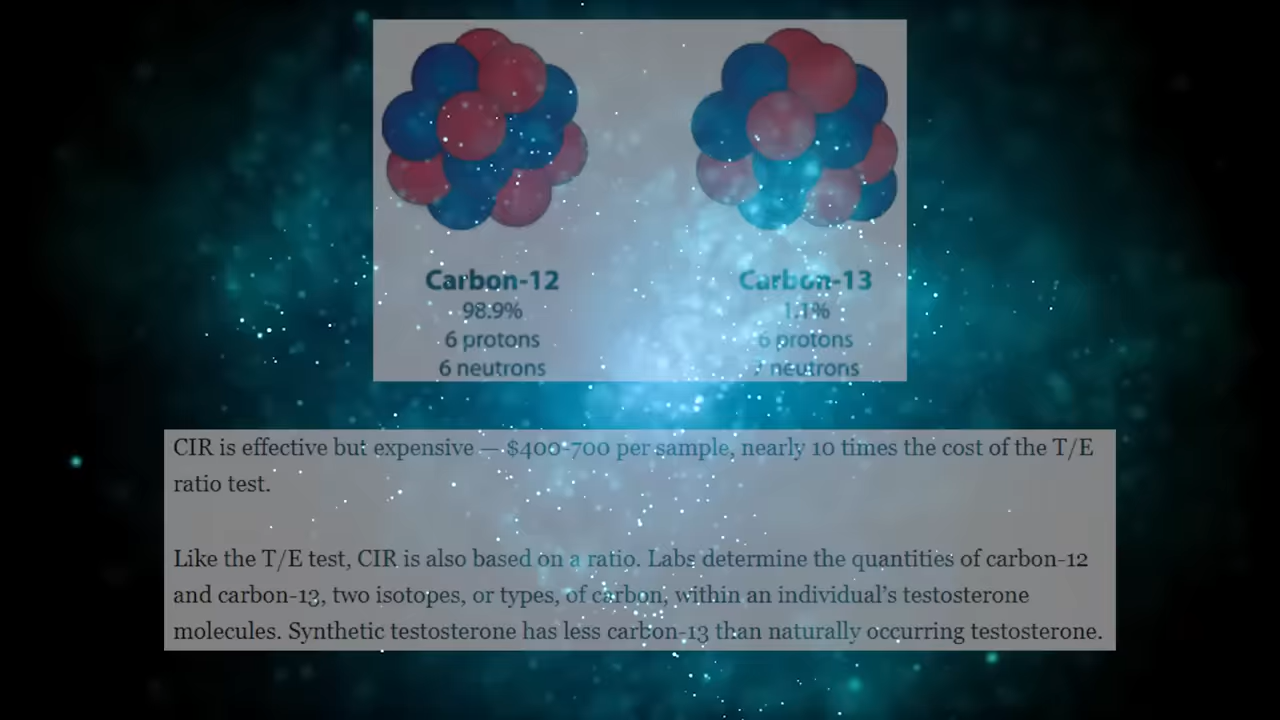 Carbon-12
98.9%
6 protons
6 neutrons
Carbon-13
1.1%
6 protons
7 neutrons
CIR is effective but expensive — $400-700 per sample, nearly 10 times the cost of the T/E
ratio test.
Like the T/E test, CIR is also based on a ratio. Labs determine the quantities of carbon-12
and carbon-13, two isotopes, or types, of carbon, within an individual’s testosterone
molecules. Synthetic testosterone has less carbon-13 than naturally occurring testosterone.